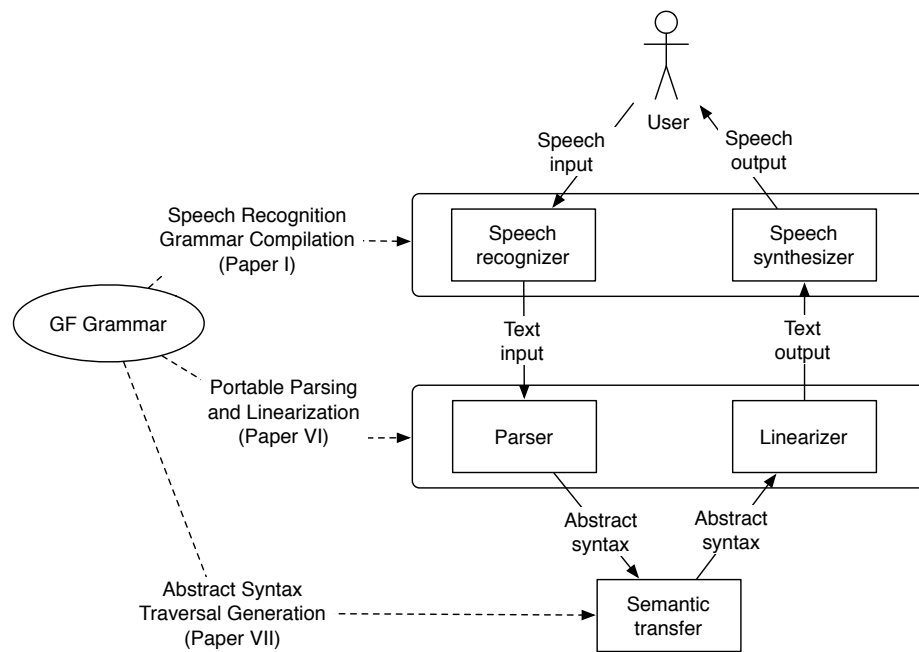 User
Speech
input
Speech
output
Speech Recognition
Grammar Compilation
(Paper I)
Speech
recognizer
Speech
synthesizer
GF Grammar
Text
input
Text
output
Portable Parsing
and Linearization
(Paper VI)
Parser
Linearizer
Abstract
syntax
Abstract
syntax
Abstract Syntax
Traversal Generation
(Paper VII)
Semantic
transfer